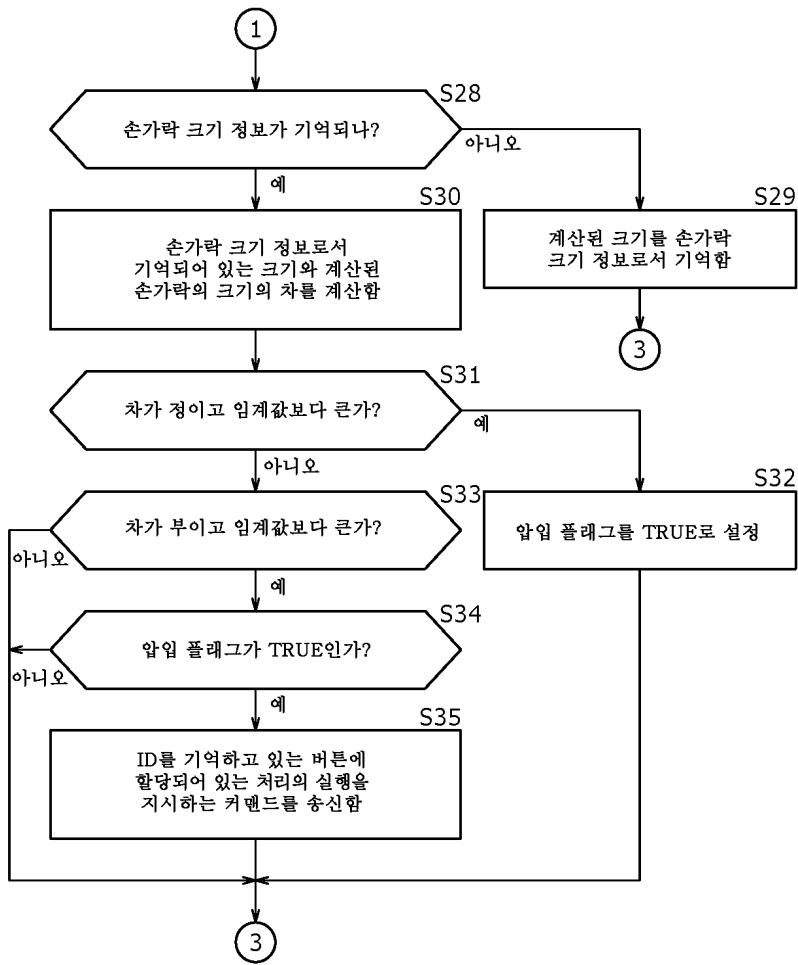 1
S28
손가락 크기 정보가 기억되나?
아니오
예
S30
손가락 크기 정보로서
기억되어 있는 크기와 계산된
손가락의 크기의 차를 계산함
S29
계산된 크기를 손가락
크기 정보로서 기억함
3
S31
차가 정이고 임계값보다 큰가?
예
아니오
S33
차가 부이고 임계값보다 큰가?
아니오
예
S32
압입 플래그를 TRUE로 설정
S34
압입 플래그가 TRUE인가?
아니오
예
S35
ID를 기억하고 있는 버튼에
할당되어 있는 처리의 실행을
지시하는 커맨드를 송신함
3